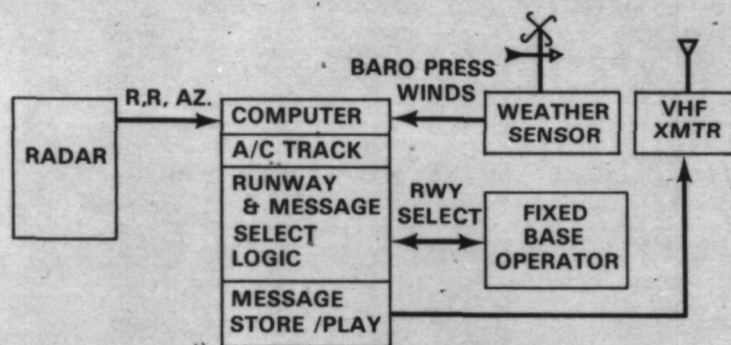 RADAR
R,R, AZ.
COMPUTER
A/C TRACK
RUNWAY
& MESSAGE
SELECT
LOGIC
MESSAGE
STORE /PLAY
BARO PRESS
WINDS
WEATHER
SENSOR
VHF
XMTR
RWY
SELECT
FIXED
BASE
OPERATOR